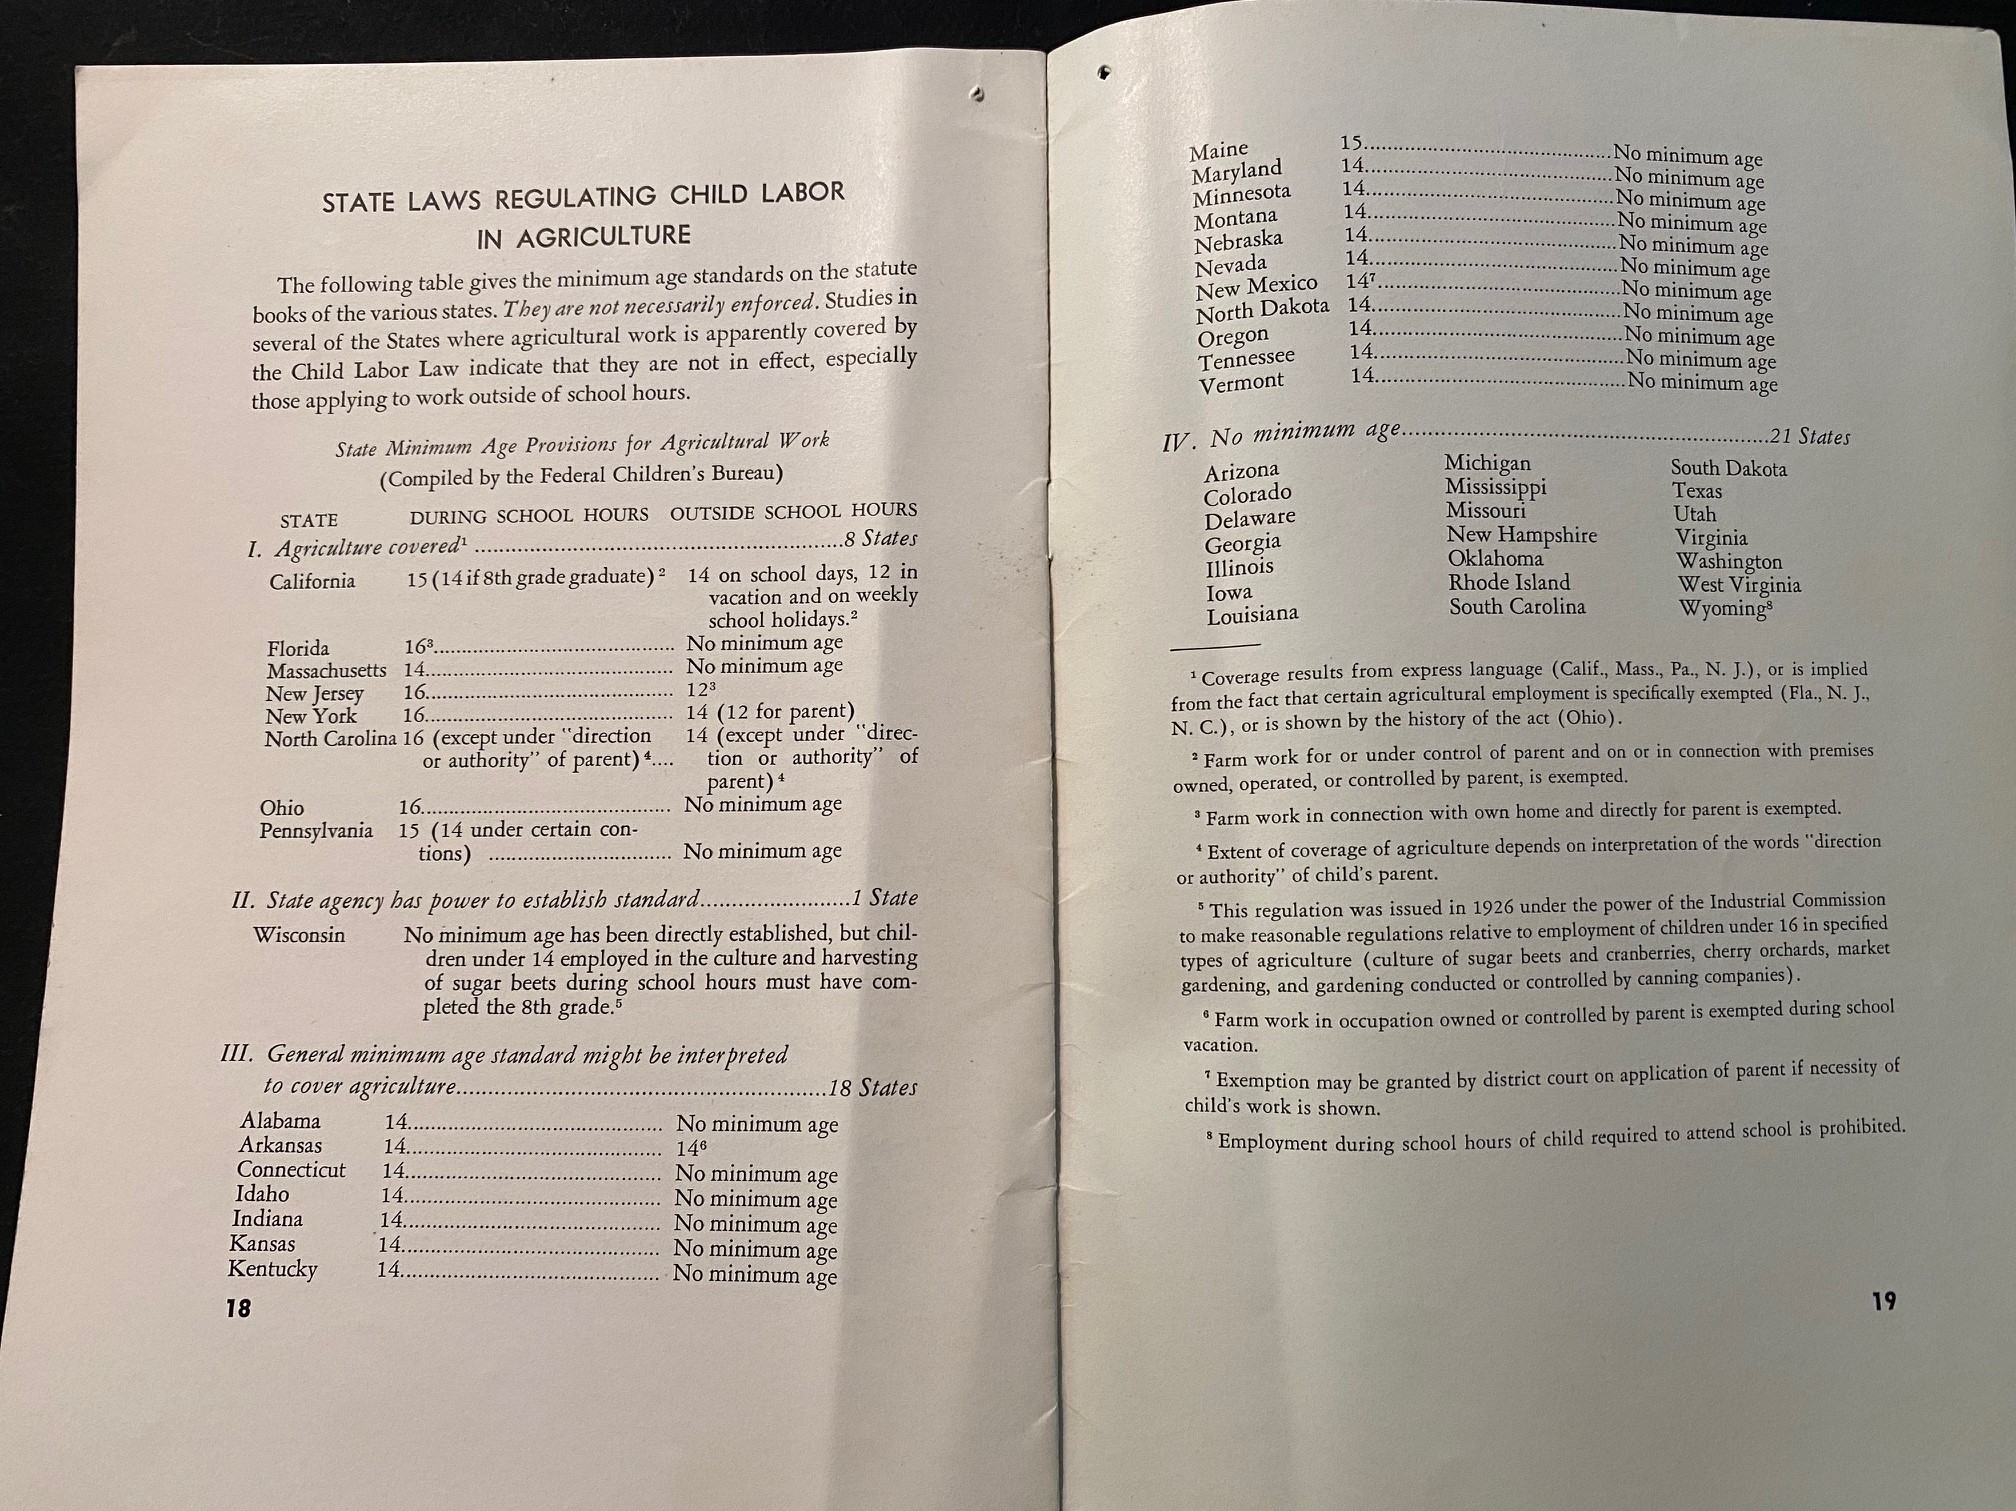 STATE LAWS REGULATING CHILD LABOR
IN AGRICULTURE
The following table gives the minimum age standards on the statute
books of the various states. They are not necessarily enforced. Studies in
several of the States where agricultural work is apparently covered by
the Child Labor Law indicate that they are not in effect, especially
those applying to work outside of school hours.
State Minimum Age Provisions for Agricultural Work
(Compiled by the Federal Children's Bureau)
STATE DURING SCHOOL HOURS OUTSIDE SCHOOL HOURS
I. Agriculture covered¹ ........ 8 States
California 15 (14 if 8th grade graduate)² 14 on school days, 12 in
vacation and on weekly
school holidays.²
Florida 16³........ No minimum age
Massachusetts 14........ No minimum age
New Jersey 16........ 12³
New York 16........ 14 (12 for parent)
North Carolina 16 (except under "direction 14 (except under "direc-
or authority" of parent)⁴.... tion or authority" of
parent)⁴
Ohio 16........ No minimum age
Pennsylvania 15 (14 under certain con-
tions) ........ No minimum age
II. State agency has power to establish standard........1 State
Wisconsin No minimum age has been directly established, but chil-
dren under 14 employed in the culture and harvesting
of sugar beets during school hours must have com-
pleted the 8th grade.⁵
III. General minimum age standard might be interpreted
to cover agriculture........18 States
Alabama 14........ No minimum age
Arkansas 14........ 14⁶
Connecticut 14........ No minimum age
Idaho 14........ No minimum age
Indiana 14........ No minimum age
Kansas 14........ No minimum age
Kentucky 14........ No minimum age
18
Maine 15........No minimum age
Maryland 14........No minimum age
Minnesota 14........No minimum age
Montana 14........No minimum age
Nebraska 14........No minimum age
Nevada 14........No minimum age
New Mexico 14⁷........No minimum age
North Dakota 14........No minimum age
Oregon 14........No minimum age
Tennessee 14........No minimum age
Vermont 14........No minimum age
IV. No minimum age........21 States
Arizona Michigan South Dakota
Colorado Mississippi Texas
Delaware Missouri Utah
Georgia New Hampshire Virginia
Illinois Oklahoma Washington
Iowa Rhode Island West Virginia
Louisiana South Carolina Wyoming⁸
¹ Coverage results from express language (Calif., Mass., Pa., N. J.), or is implied
from the fact that certain agricultural employment is specifically exempted (Fla., N. J.,
N. C.), or is shown by the history of the act (Ohio).
² Farm work for or under control of parent and on or in connection with premises
owned, operated, or controlled by parent, is exempted.
³ Farm work in connection with own home and directly for parent is exempted.
⁴ Extent of coverage of agriculture depends on interpretation of the words "direction
or authority" of child's parent.
⁵ This regulation was issued in 1926 under the power of the Industrial Commission
to make reasonable regulations relative to employment of children under 16 in specified
types of agriculture (culture of sugar beets and cranberries, cherry orchards, market
gardening, and gardening conducted or controlled by canning companies).
⁶ Farm work in occupation owned or controlled by parent is exempted during school
vacation.
⁷ Exemption may be granted by district court on application of parent if necessity of
child's work is shown.
⁸ Employment during school hours of child required to attend school is prohibited.
19